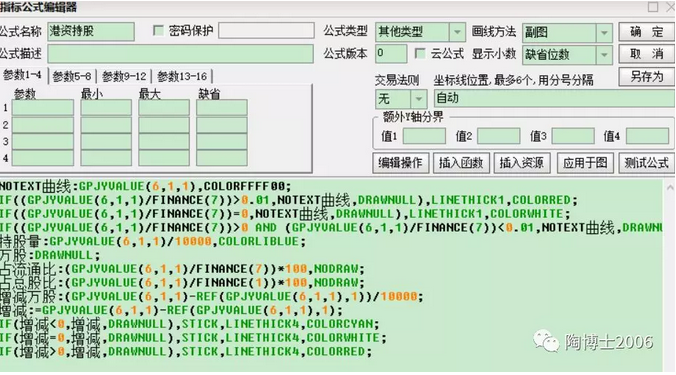 指标公式编辑器
公式名称 港资持股 密码保护 公式类型 其他类型 画线方法 副图 确 定
公式描述 公式版本 0 云公式 显示小数 缺省位数 取 消
参数1-4 参数5-8 参数9-12 参数13-16 交易法则 坐标线位置,最多6个,用分号分隔 另存为
参数 最小 最大 缺省 无 自动
额外Y轴分界
1
2 值1 值2 值3 值4
3
4 编辑操作 插入函数 插入资源 应用于图 测试公式
NOTEXT曲线:GPJYVALUE(6,1,1),COLORFFFF00;
IF((GPJYVALUE(6,1,1)/FINANCE(7))>0.01,NOTEXT曲线,DRAWNULL),LINETHICK1,COLORRED;
IF((GPJYVALUE(6,1,1)/FINANCE(7))=0,NOTEXT曲线,DRAWNULL),LINETHICK1,COLORWHITE;
IF((GPJYVALUE(6,1,1)/FINANCE(7))>0 AND (GPJYVALUE(6,1,1)/FINANCE(7))<0.01,NOTEXT曲线,DRAWNU
持股量:GPJYVALUE(6,1,1)/10000,COLORLIBLUE;
万股:DRAWNULL;
占流通比:(GPJYVALUE(6,1,1)/FINANCE(7))*100,NODRAW;
占总股比:(GPJYVALUE(6,1,1)/FINANCE(1))*100,NODRAW;
增减万股:(GPJYVALUE(6,1,1)-REF(GPJYVALUE(6,1,1),1))/10000;
增减:=GPJYVALUE(6,1,1)-REF(GPJYVALUE(6,1,1),1);
IF(增减<0,增减,DRAWNULL),STICK,LINETHICK4,COLORCYAN;
IF(增减=0,增减,DRAWNULL),STICK,LINETHICK4,COLORWHITE;
IF(增减>0,增减,DRAWNULL),STICK,LINETHICK4,COLORRED;
陶博士2006